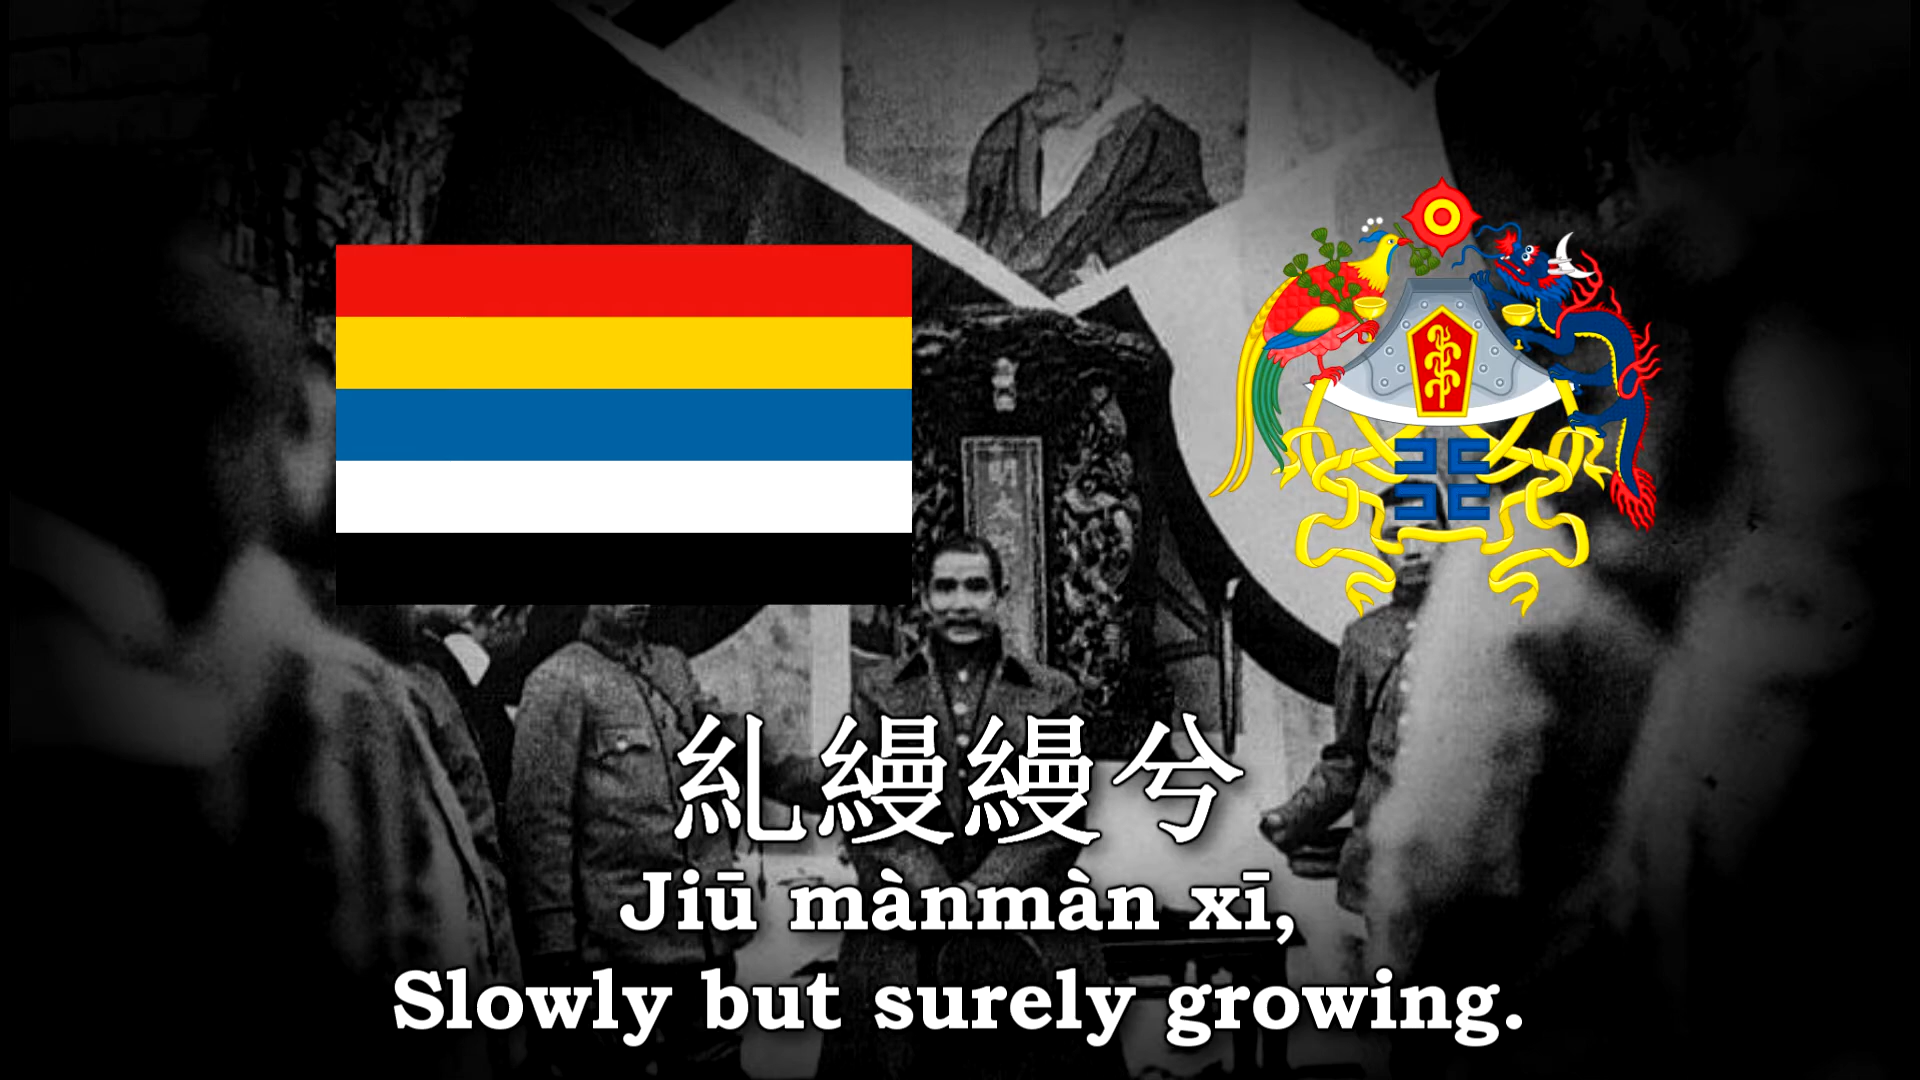 糺縵縵兮
Jiū mànmàn xī,
Slowly but surely growing.